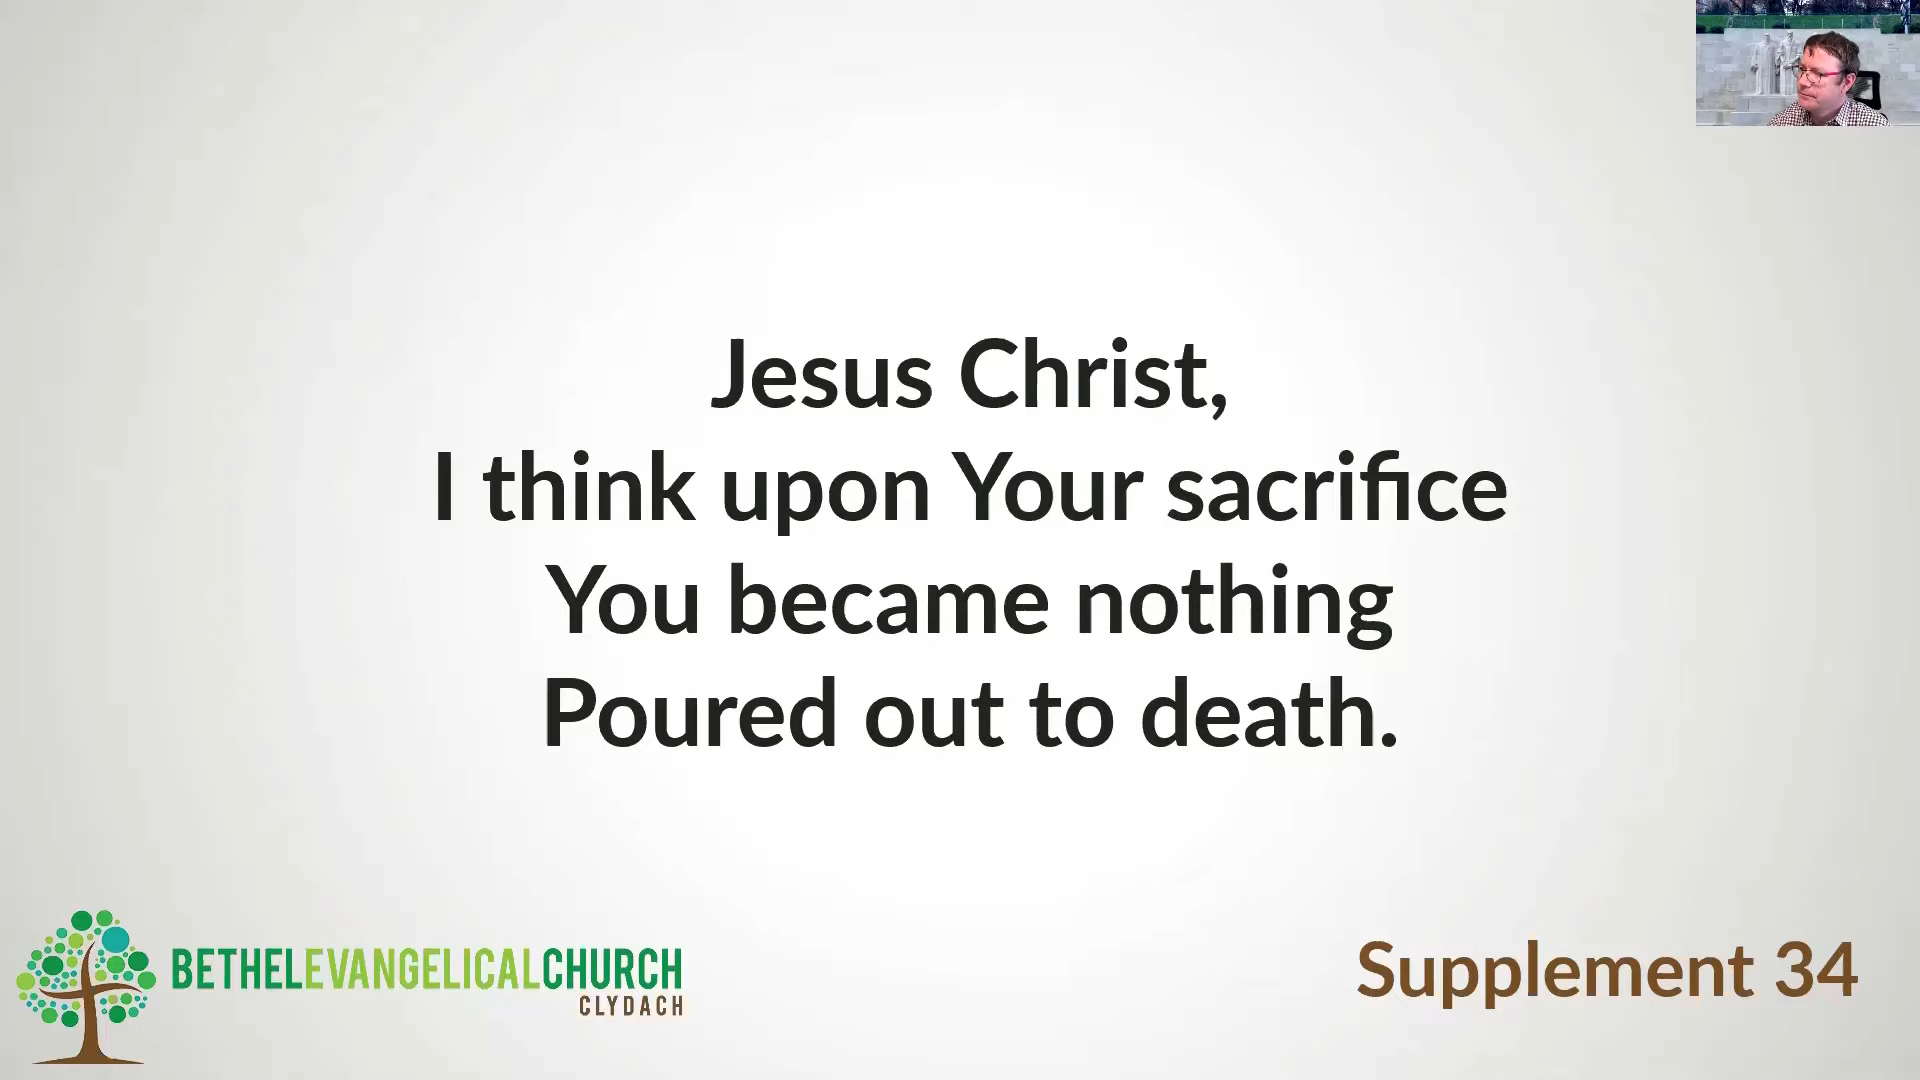 Jesus Christ,
I think upon Your sacrifice
You became nothing
Poured out to death.
BETHELEVANGELICALCHURCH
CLYDACH
Supplement 34